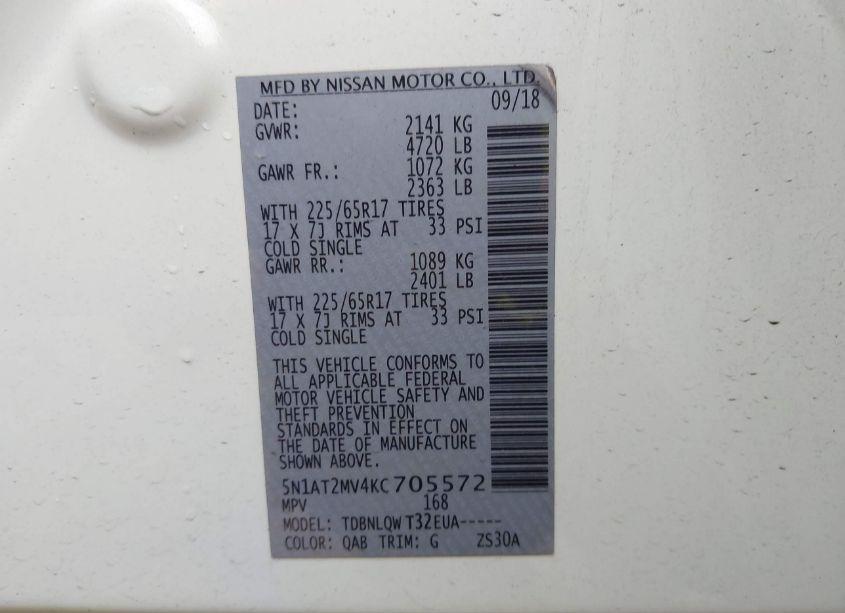 MFD BY NISSAN MOTOR CO., LTD.
DATE: 09/18
GVWR: 2141 KG
4720 LB
GAWR FR.: 1072 KG
2363 LB
WITH 225/65R17 TIRES
17 X 7J RIMS AT 33 PSI
COLD SINGLE
GAWR RR.: 1089 KG
2401 LB
WITH 225/65R17 TIRES
17 X 7J RIMS AT 33 PSI
COLD SINGLE
THIS VEHICLE CONFORMS TO
ALL APPLICABLE FEDERAL
MOTOR VEHICLE SAFETY AND
THEFT PREVENTION
STANDARDS IN EFFECT ON
THE DATE OF MANUFACTURE
SHOWN ABOVE.
5N1AT2MV4KC705572
MPV 168
MODEL: TDBNLQW T32EUA-----
COLOR: QAB TRIM: G ZS30A